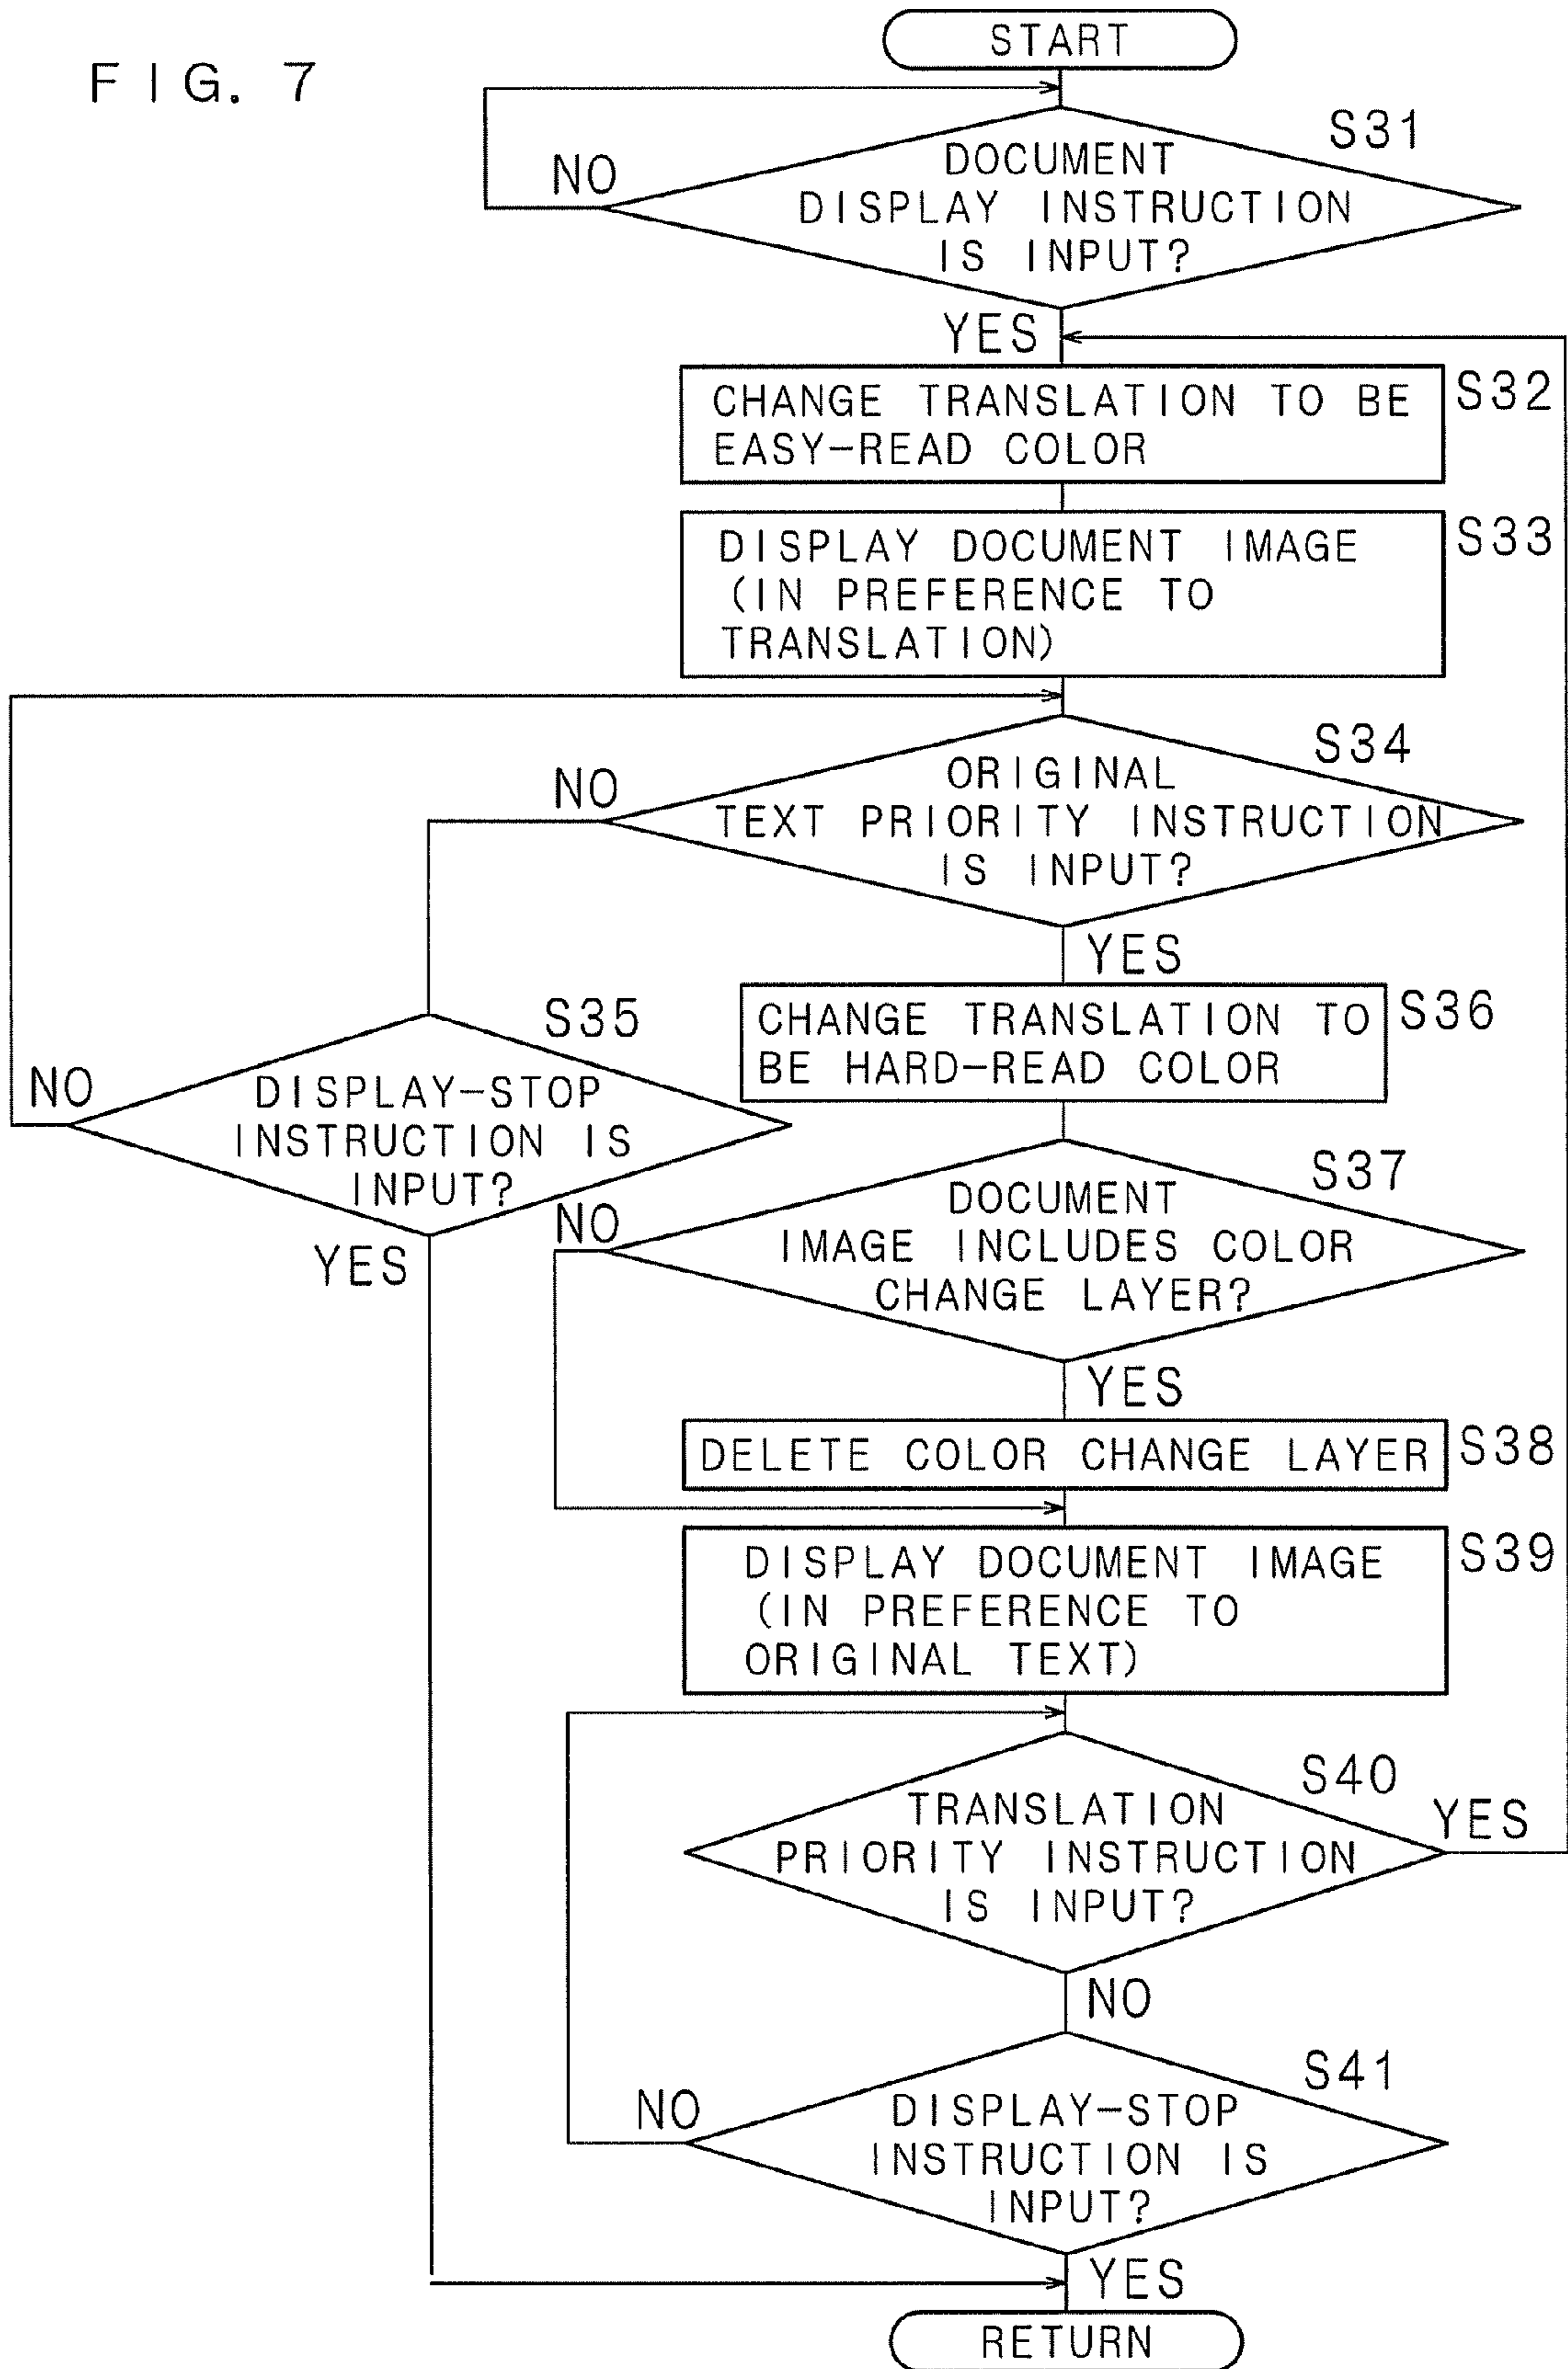 FIG. 7
START
S31
DOCUMENT
NO
DISPLAY INSTRUCTION
IS INPUT?
YES
CHANGE TRANSLATION TO BE
EASY-READ COLOR
S32
DISPLAY DOCUMENT IMAGE
(IN PREFERENCE TO
TRANSLATION)
S33
S34
ORIGINAL
NO
TEXT PRIORITY INSTRUCTION
IS INPUT?
YES
CHANGE TRANSLATION TO
BE HARD-READ COLOR
S36
S35
NO
DISPLAY-STOP
INSTRUCTION IS
INPUT?
YES
S37
DOCUMENT
NO
IMAGE INCLUDES COLOR
CHANGE LAYER?
YES
DELETE COLOR CHANGE LAYER
S38
DISPLAY DOCUMENT IMAGE
(IN PREFERENCE TO
ORIGINAL TEXT)
S39
S40
TRANSLATION
YES
PRIORITY INSTRUCTION
IS INPUT?
NO
S41
NO
DISPLAY-STOP
INSTRUCTION IS
INPUT?
YES
RETURN